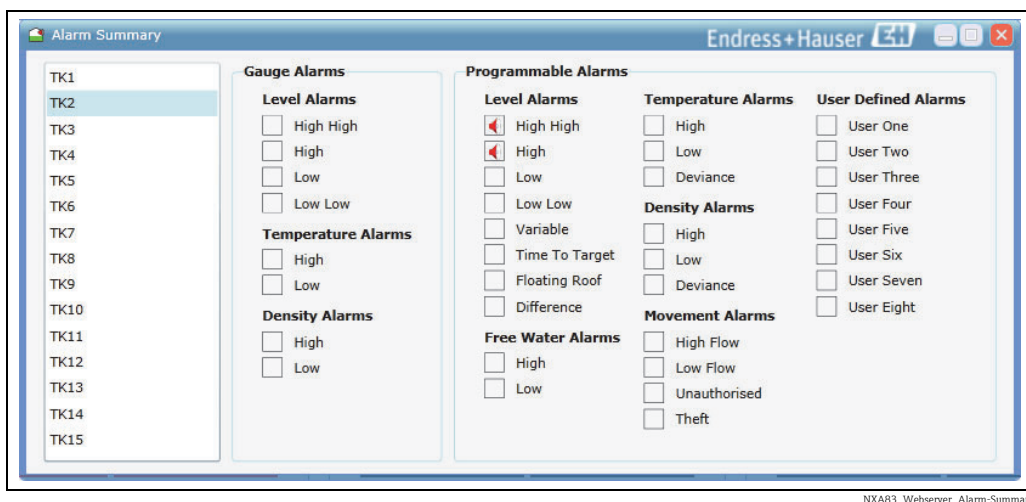 Alarm Summary
Endress+Hauser EH
TK1
TK2
TK3
TK4
TK5
TK6
TK7
TK8
TK9
TK10
TK11
TK12
TK13
TK14
TK15
Gauge Alarms
Level Alarms
High High
High
Low
Low Low
Temperature Alarms
High
Low
Density Alarms
High
Low
Programmable Alarms
Level Alarms
High High
High
Low
Low Low
Variable
Time To Target
Floating Roof
Difference
Free Water Alarms
High
Low
Temperature Alarms
High
Low
Deviance
Density Alarms
High
Low
Deviance
Movement Alarms
High Flow
Low Flow
Unauthorised
Theft
User Defined Alarms
User One
User Two
User Three
User Four
User Five
User Six
User Seven
User Eight